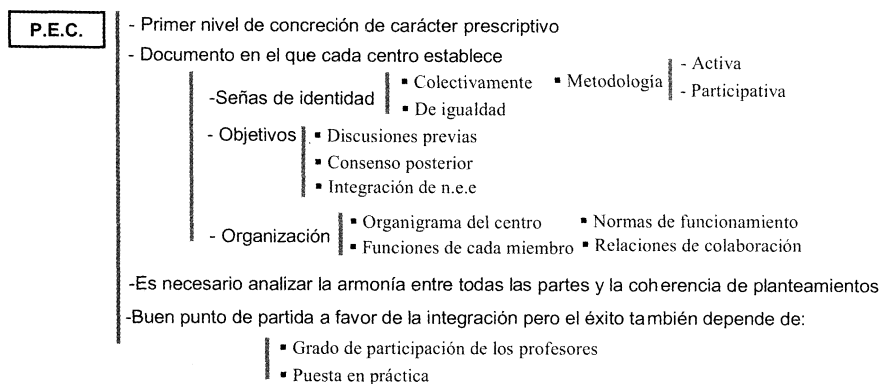 P.E.C.
- Primer nivel de concreción de carácter prescriptivo
- Documento en el que cada centro establece
-Señas de identidad
▪ Colectivamente
▪ De igualdad
▪ Metodología
- Activa
- Participativa
- Objetivos
▪ Discusiones previas
▪ Consenso posterior
▪ Integración de n.e.e
- Organización
▪ Organigrama del centro
▪ Funciones de cada miembro
▪ Normas de funcionamiento
▪ Relaciones de colaboración
-Es necesario analizar la armonía entre todas las partes y la coherencia de planteamientos
-Buen punto de partida a favor de la integración pero el éxito también depende de:
▪ Grado de participación de los profesores
▪ Puesta en práctica